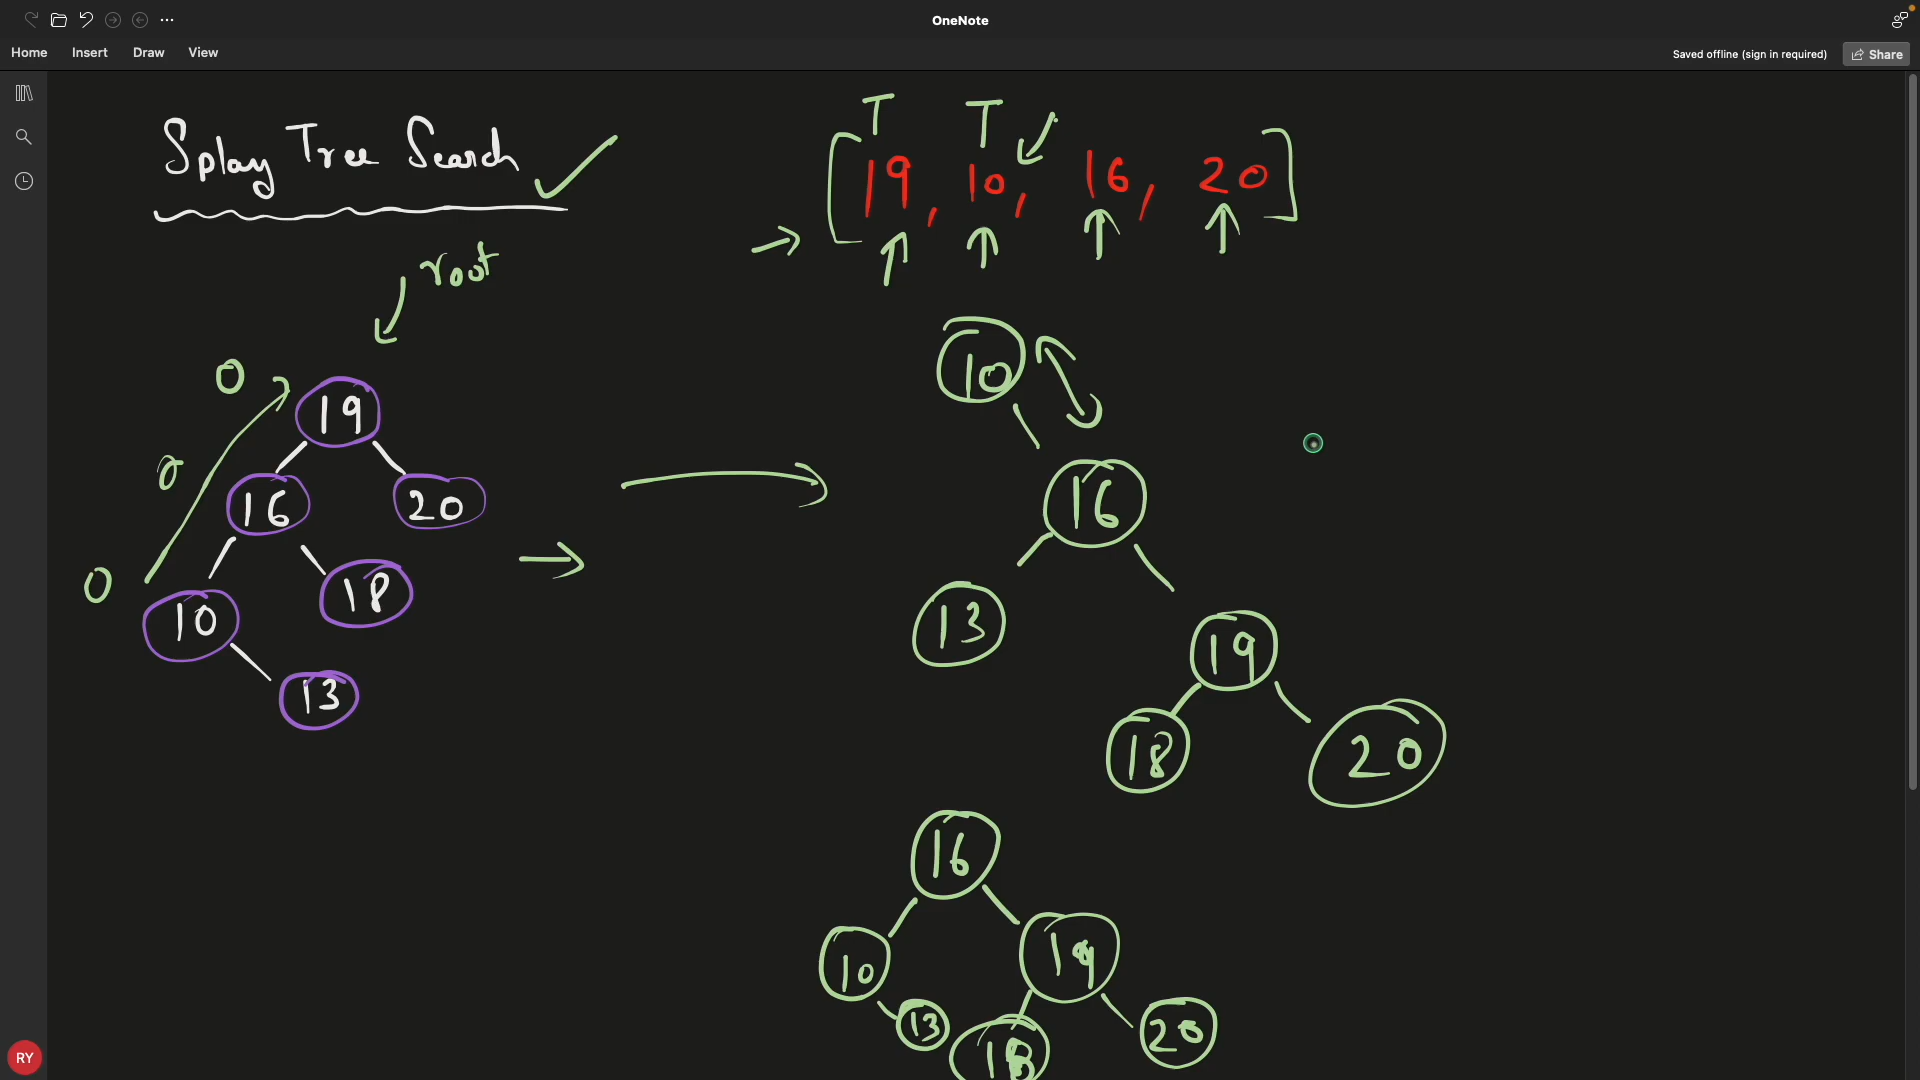 OneNote
Home Insert Draw View
Saved offline (sign in required) Share
Splay Tree Search
T T
[19, 10, 16, 20]
root
0
19
0
16 20
0
10 18
13
10
16
13
19
18 20
16
10 19
13 18 20
RY